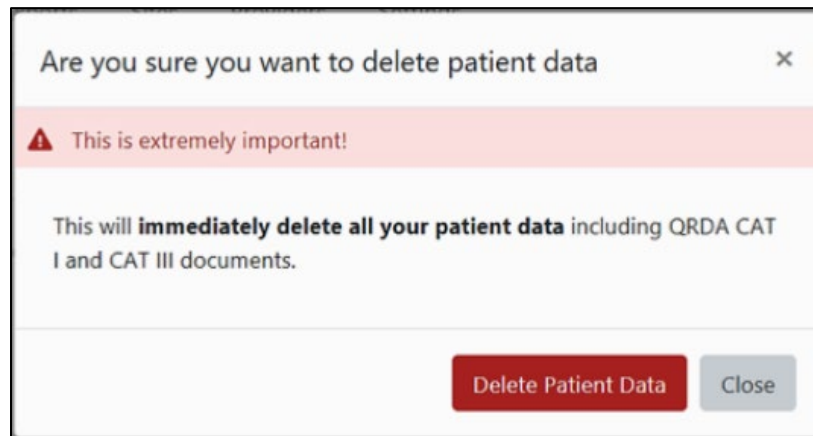 Are you sure you want to delete patient data ×
This is extremely important!
This will immediately delete all your patient data including QRDA CAT
I and CAT III documents.
Delete Patient Data Close